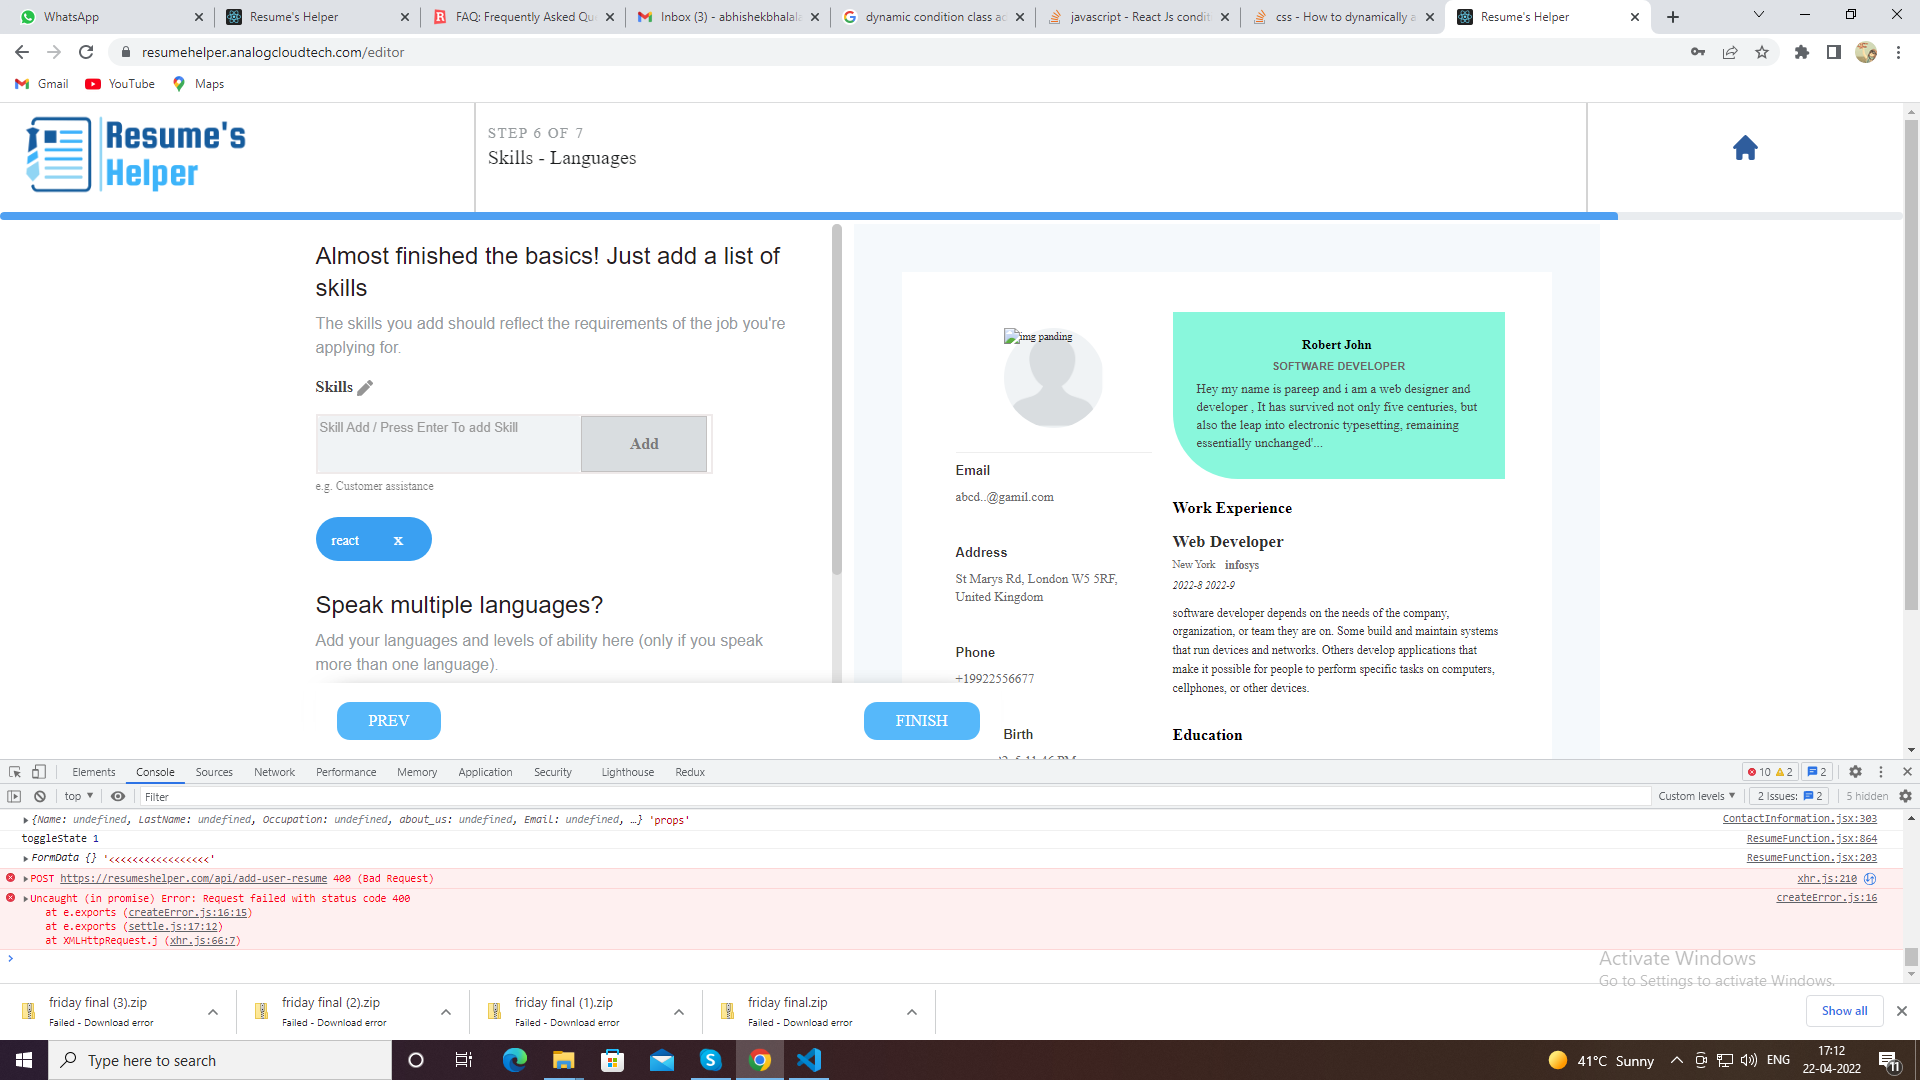 WhatsApp
Resume's Helper
FAQ: Frequently Asked Qu
Inbox (3) - abhishekbhalala
dynamic condition class ac
javascript - React Js condit
css - How to dynamically a
Resume's Helper
resumehelper.analogcloudtech.com/editor
Gmail
YouTube
Maps
Resume's
Helper
STEP 6 OF 7
Skills - Languages
Almost finished the basics! Just add a list of
skills
The skills you add should reflect the requirements of the job you're
applying for.
Skills
Skill Add / Press Enter To add Skill
Add
e.g. Customer assistance
react x
Speak multiple languages?
Add your languages and levels of ability here (only if you speak
more than one language).
PREV
FINISH
img panding
Email
abcd..@gamil.com
Address
St Marys Rd, London W5 5RF,
United Kingdom
Phone
+19922556677
Birth
Robert John
SOFTWARE DEVELOPER
Hey my name is pareep and i am a web designer and
developer , It has survived not only five centuries, but
also the leap into electronic typesetting, remaining
essentially unchanged'...
Work Experience
Web Developer
New York infosys
2022-8 2022-9
software developer depends on the needs of the company,
organization, or team they are on. Some build and maintain systems
that run devices and networks. Others develop applications that
make it possible for people to perform specific tasks on computers,
cellphones, or other devices.
Education
Elements Console Sources Network Performance Memory Application Security Lighthouse Redux
10 2 2
top Filter Custom levels 2 Issues: 2 5 hidden
{Name: undefined, LastName: undefined, Occupation: undefined, about_us: undefined, Email: undefined, …} 'props' ContactInformation.jsx:303
toggleState 1 ResumeFunction.jsx:864
FormData {} '<<<<<<<<<<<<<<<<<' ResumeFunction.jsx:203
POST https://resumeshelper.com/api/add-user-resume 400 (Bad Request) xhr.js:210
Uncaught (in promise) Error: Request failed with status code 400 createError.js:16
at e.exports (createError.js:16:15)
at e.exports (settle.js:17:12)
at XMLHttpRequest.j (xhr.js:66:7)
Activate Windows
Go to Settings to activate Windows.
friday final (3).zip
Failed - Download error
friday final (2).zip
Failed - Download error
friday final (1).zip
Failed - Download error
friday final.zip
Failed - Download error
Show all
Type here to search
41°C Sunny
ENG
17:12
22-04-2022
11